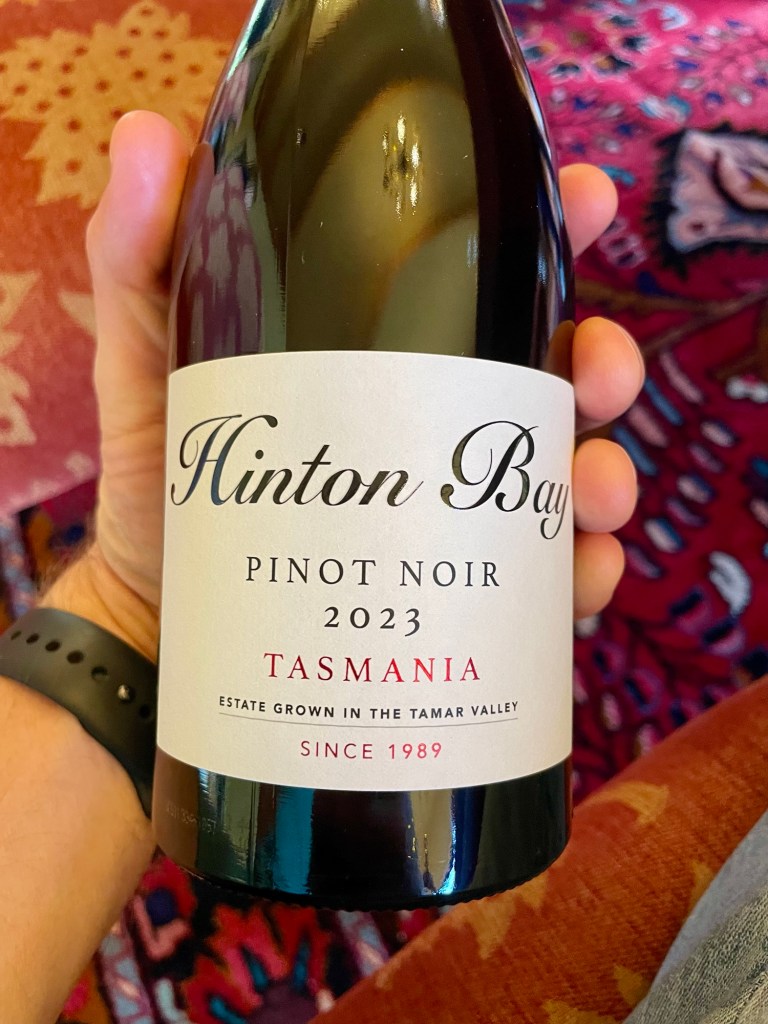 Hinton Bay
PINOT NOIR
2023
TASMANIA
ESTATE GROWN IN THE TAMAR VALLEY
SINCE 1989